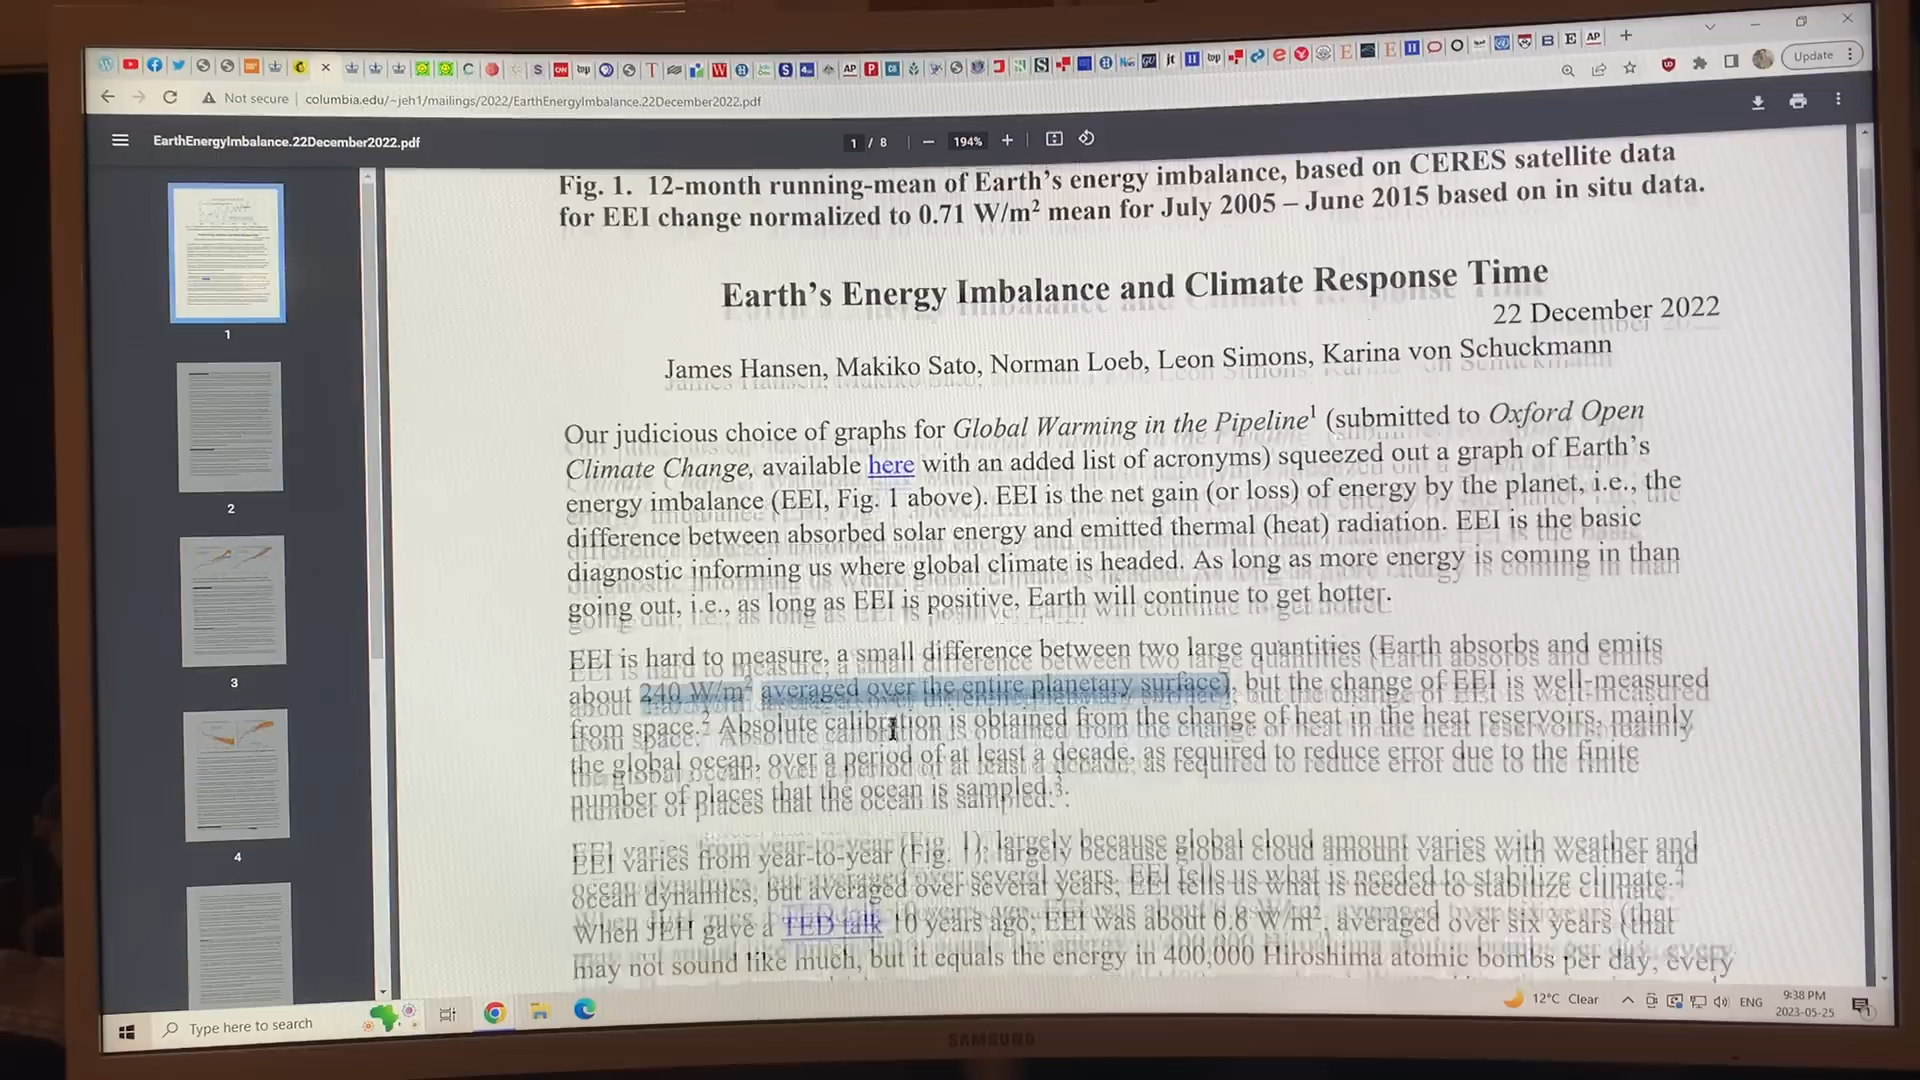 Update
Not secure
columbia.edu/~jeh1/mailings/2022/EarthEnergyImbalance.22December2022.pdf
EarthEnergyImbalance.22December2022.pdf
1 / 8
194%
1
2
3
4
Fig. 1. 12-month running-mean of Earth's energy imbalance, based on CERES satellite data
for EEI change normalized to 0.71 W/m² mean for July 2005 – June 2015 based on in situ data.
Earth's Energy Imbalance and Climate Response Time
22 December 2022
James Hansen, Makiko Sato, Norman Loeb, Leon Simons, Karina von Schuckmann
Our judicious choice of graphs for Global Warming in the Pipeline¹ (submitted to Oxford Open
Climate Change, available here with an added list of acronyms) squeezed out a graph of Earth's
energy imbalance (EEI, Fig. 1 above). EEI is the net gain (or loss) of energy by the planet, i.e., the
difference between absorbed solar energy and emitted thermal (heat) radiation. EEI is the basic
diagnostic informing us where global climate is headed. As long as more energy is coming in than
going out, i.e., as long as EEI is positive, Earth will continue to get hotter.
EEI is hard to measure, a small difference between two large quantities (Earth absorbs and emits
about 240 W/m² averaged over the entire planetary surface), but the change of EEI is well-measured
from space.² Absolute calibration is obtained from the change of heat in the heat reservoirs, mainly
the global ocean, over a period of at least a decade, as required to reduce error due to the finite
number of places that the ocean is sampled.³
EEI varies from year-to-year (Fig. 1), largely because global cloud amount varies with weather and
ocean dynamics, but averaged over several years, EEI tells us what is needed to stabilize climate.⁴
When JEH gave a TED talk 10 years ago, EEI was about 0.6 W/m², averaged over six years (that
may not sound like much, but it equals the energy in 400,000 Hiroshima atomic bombs per day, every
Type here to search
12°C Clear
ENG
9:38 PM
2023-05-25
SAMSUNG